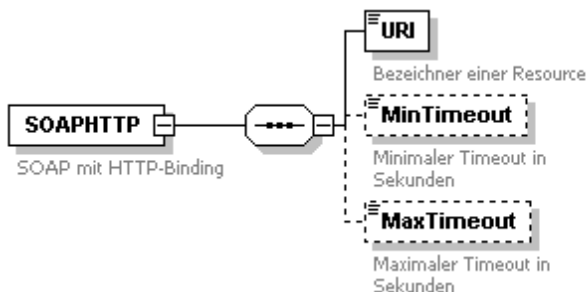 URI
Bezeichner einer Resource
SOAPHTTP
SOAP mit HTTP-Binding
MinTimeout
Minimaler Timeout in
Sekunden
MaxTimeout
Maximaler Timeout in
Sekunden